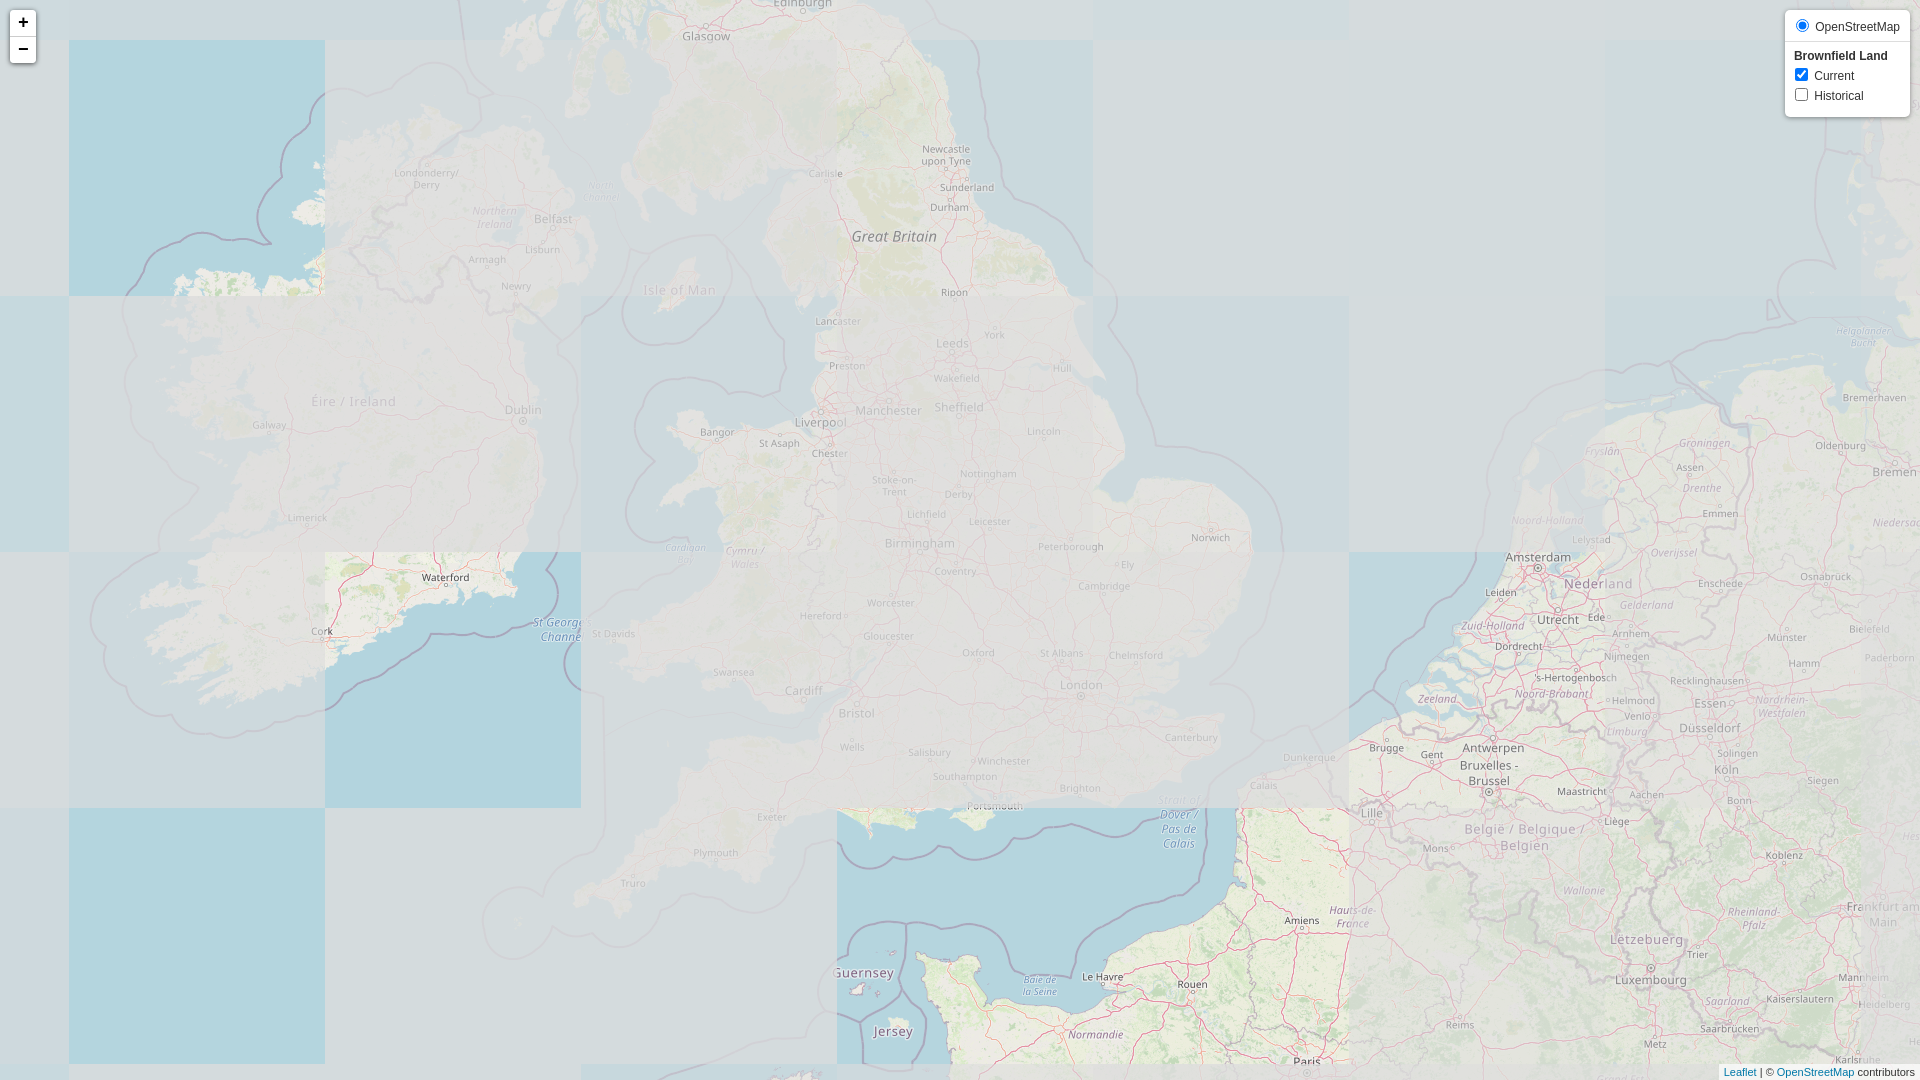 +
−
OpenStreetMap
Brownfield Land
Current
Historical
Edinburgh
Glasgow
Londonderry/
Derry
Northern
Ireland
Belfast
Lisburn
Armagh
Newry
North
Channel
Carlisle
Newcastle
upon Tyne
Sunderland
Durham
Great Britain
Isle of Man
Ripon
Lancaster
York
Leeds
Preston
Hull
Wakefield
Manchester
Sheffield
Liverpool
Lincoln
Bangor
St Asaph
Chester
Éire / Ireland
Dublin
Galway
Limerick
Nottingham
Stoke-on-
Trent
Derby
Lichfield
Leicester
Birmingham
Peterborough
Norwich
Coventry
Ely
Cambridge
Cardigan
Bay
Cymru /
Wales
Waterford
Cork
St George's
Channel
St Davids
Worcester
Hereford
Gloucester
Oxford
St Albans
Chelmsford
Swansea
Cardiff
London
Bristol
Canterbury
Wells
Salisbury
Winchester
Southampton
Brighton
Portsmouth
Exeter
Plymouth
Truro
Dunkerque
Calais
Strait of
Dover /
Pas de
Calais
Helgolander
Bucht
Bremerhaven
Groningen
Oldenburg
Bremen
Fryslân
Assen
Drenthe
Emmen
Noord-Holland
Lelystad
Amsterdam
Overijssel
Nederland
Enschede
Osnabrück
Leiden
Gelderland
Utrecht
Ede
Zuid-Holland
Arnhem
Münster
Bielefeld
Dordrecht
Nijmegen
Hamm
Paderborn
's-Hertogenbosch
Recklinghausen
Zeeland
Noord-Brabant
Helmond
Essen
Nordrhein-
Westfalen
Venlo
Düsseldorf
Limburg
Brugge
Gent
Antwerpen
Solingen
Bruxelles -
Brussel
Köln
Siegen
Maastricht
Aachen
Bonn
Lille
Liège
België / Belgique /
Belgien
Mons
Koblenz
Wallonie
Hauts-de-
France
Amiens
Rheinland-
Pfalz
Frankfurt am
Main
Lëtzebuerg
Trier
Luxembourg
Mannheim
Kaiserslautern
Heidelberg
Saarland
Saarbrücken
Reims
Metz
Karlsruhe
Guernsey
Jersey
Baie de
la Seine
Le Havre
Rouen
Normandie
Paris
Leaflet | © OpenStreetMap contributors